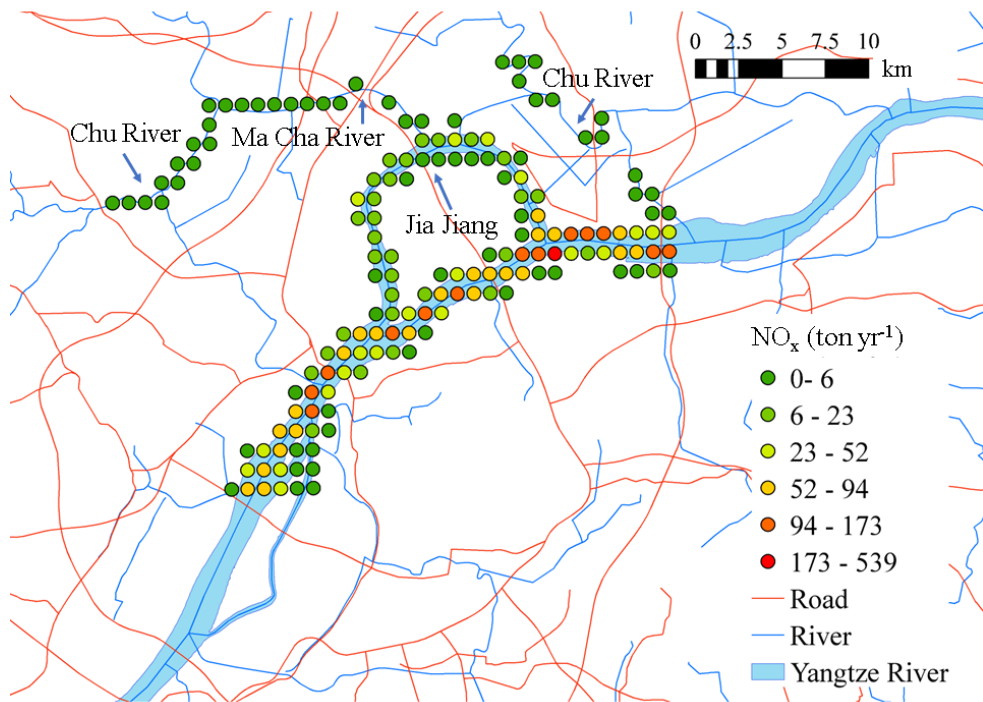 0 2.5 5 7.5 10
km
Chu River
Chu River
Ma Cha River
Jia Jiang
NOx (ton yr-1)
0- 6
6 - 23
23 - 52
52 - 94
94 - 173
173 - 539
Road
River
Yangtze River